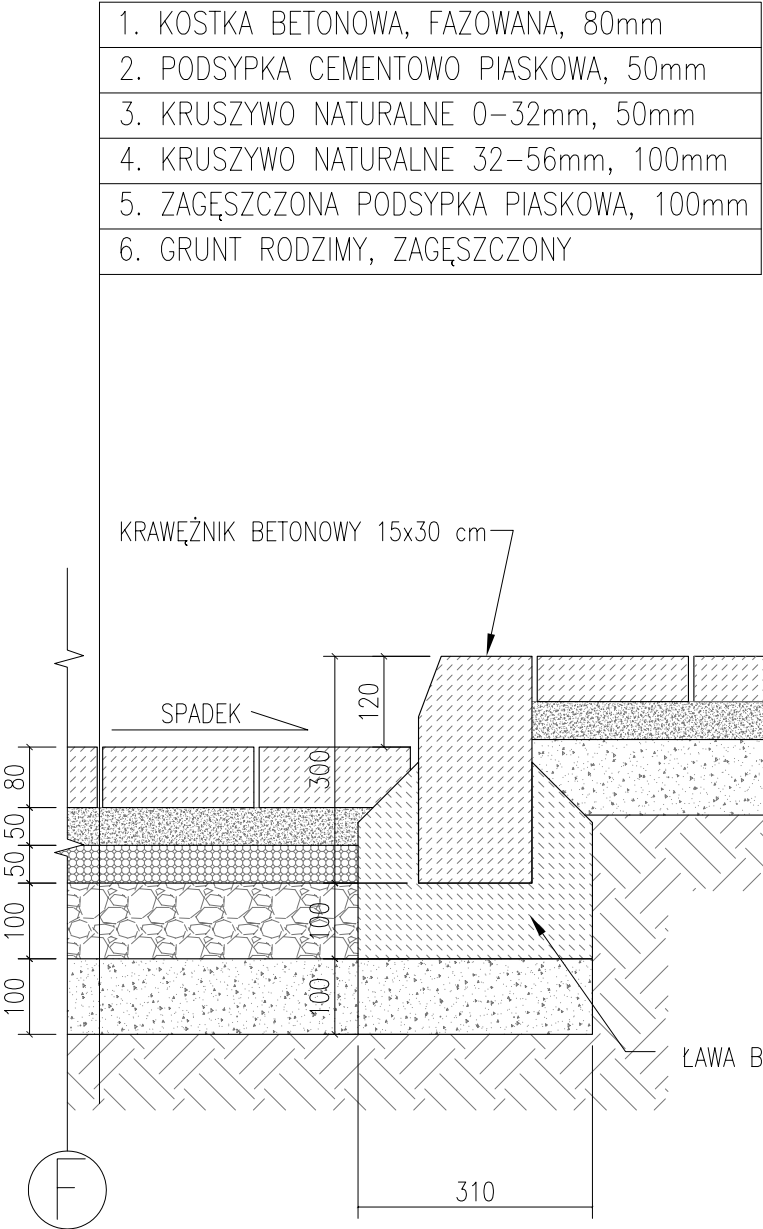 1. KOSTKA BETONOWA, FAZOWANA, 80mm
2. PODSYPKA CEMENTOWO PIASKOWA, 50mm
3. KRUSZYWO NATURALNE 0-32mm, 50mm
4. KRUSZYWO NATURALNE 32-56mm, 100mm
5. ZAGĘSZCZONA PODSYPKA PIASKOWA, 100mm
6. GRUNT RODZIMY, ZAGĘSZCZONY
KRAWĘŻNIK BETONOWY 15x30 cm
SPADEK
120
300
80
50
50
100
100
100
100
ŁAWA B
310
F